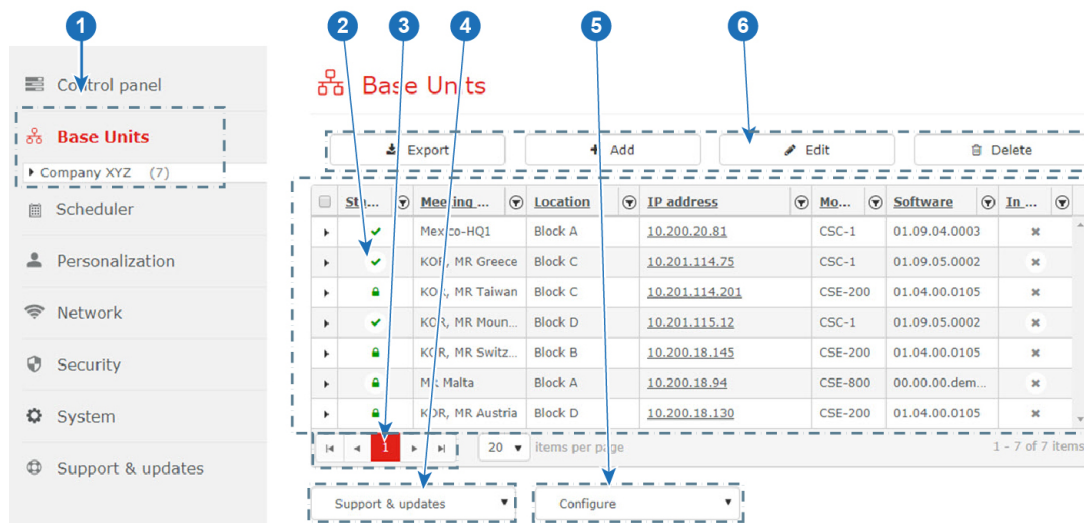 1 2 3 4 5 6
Control panel
Base Units
Company XYZ (7)
Scheduler
Personalization
Network
Security
System
Support & updates
Base Units
Export Add Edit Delete
Sta... Meeting ... Location IP address Mo... Software In ...
Mexico-HQ1 Block A 10.200.20.81 CSC-1 01.09.04.0003
KOR, MR Greece Block C 10.201.114.75 CSC-1 01.09.05.0002
KOR, MR Taiwan Block C 10.201.114.201 CSE-200 01.04.00.0105
KOR, MR Moun... Block D 10.201.115.12 CSC-1 01.09.05.0002
KOR, MR Switz... Block B 10.200.18.145 CSE-200 01.04.00.0105
MR Malta Block A 10.200.18.94 CSE-800 00.00.00.dem...
KOR, MR Austria Block D 10.200.18.130 CSE-200 01.04.00.0105
1 20 items per page 1 - 7 of 7 items
Support & updates Configure